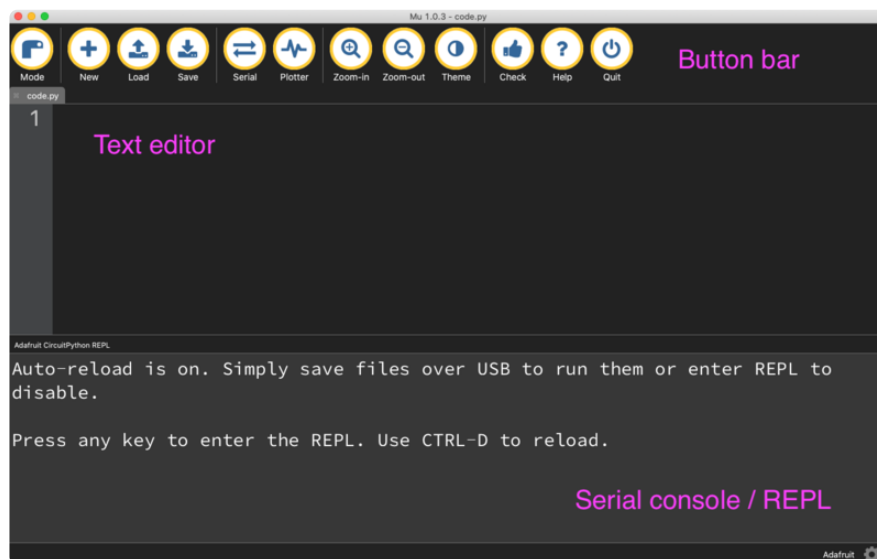 Mu 1.0.3 - code.py
Mode New Load Save Serial Plotter Zoom-in Zoom-out Theme Check Help Quit
Button bar
code.py
1
Text editor
Adafruit CircuitPython REPL
Auto-reload is on. Simply save files over USB to run them or enter REPL to
disable.
Press any key to enter the REPL. Use CTRL-D to reload.
Serial console / REPL
Adafruit